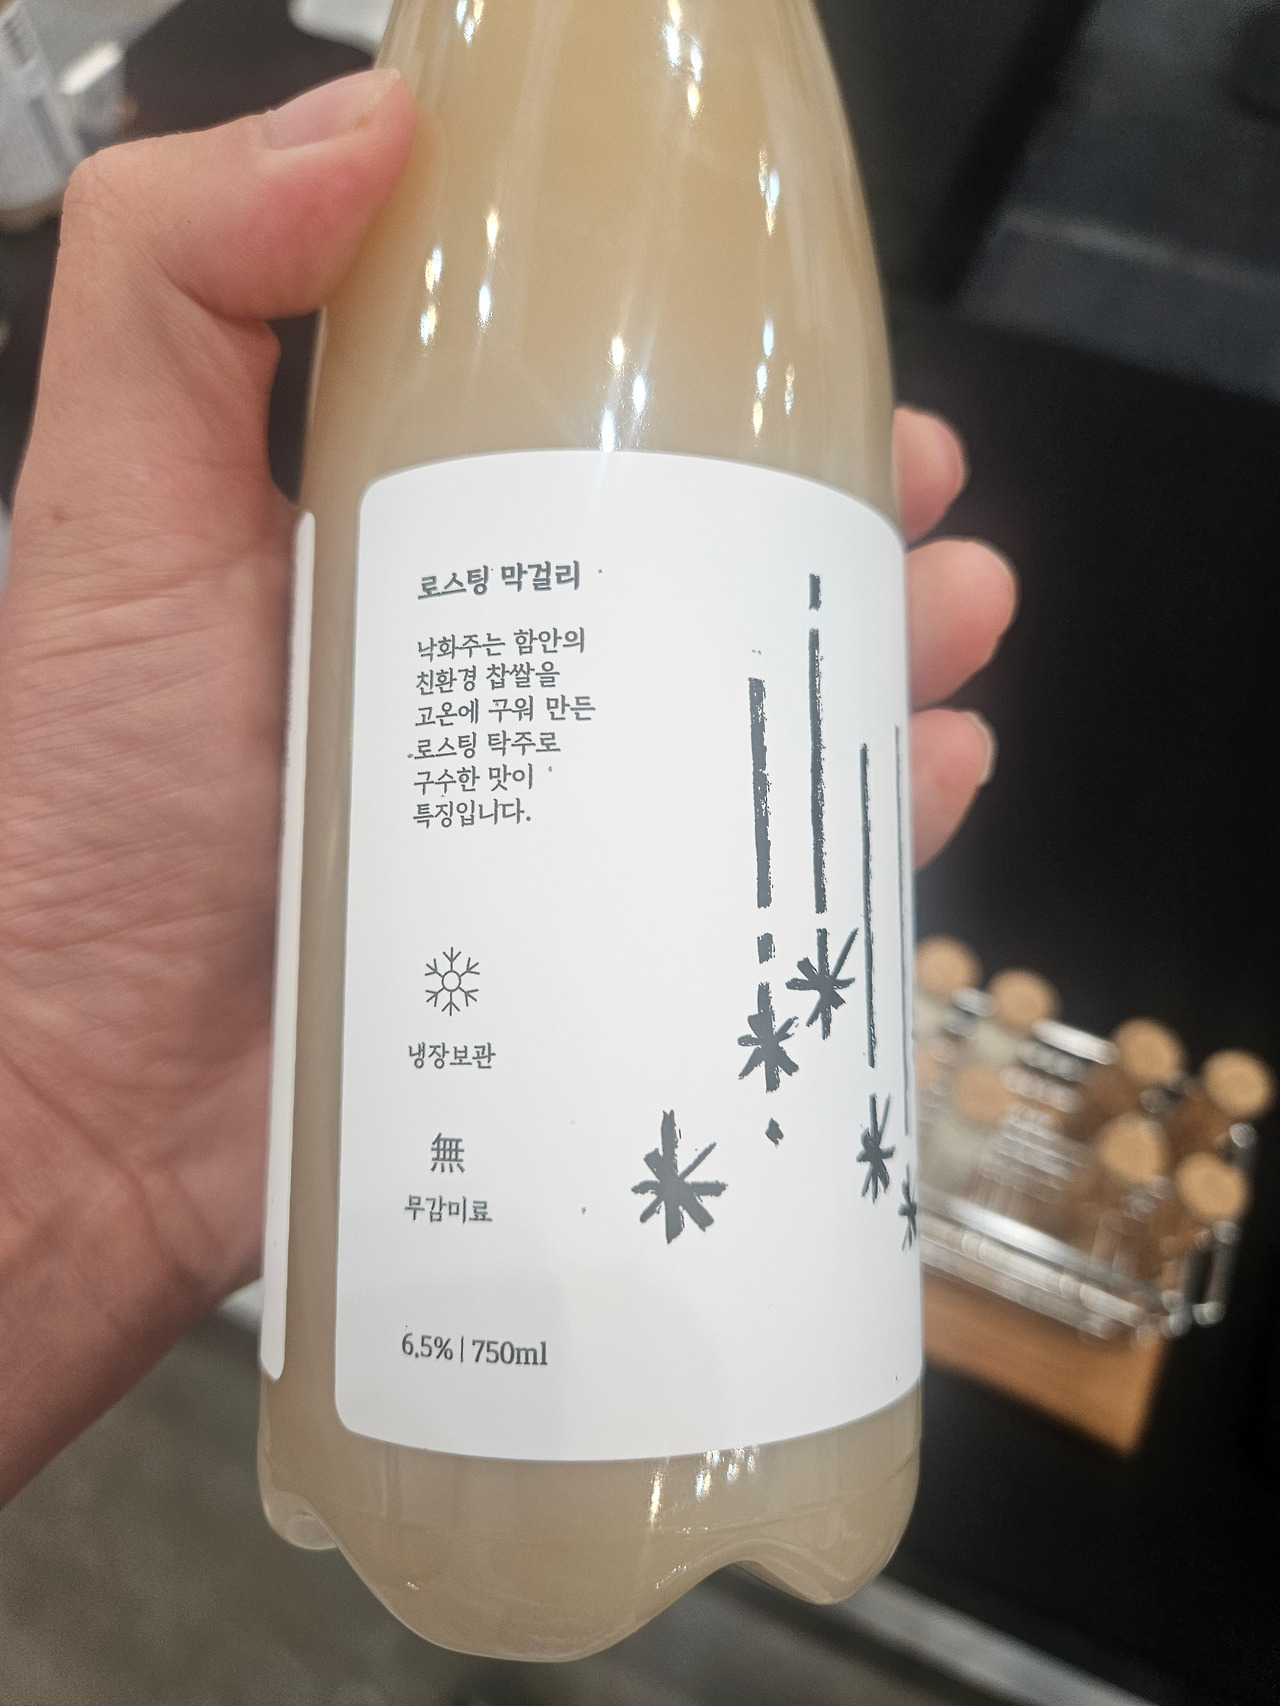 로스팅 막걸리
낙화주는 함안의
친환경 찹쌀을
고온에 구워 만든
로스팅 탁주로
구수한 맛이
특징입니다.
냉장보관
無
무감미료
6.5% | 750ml